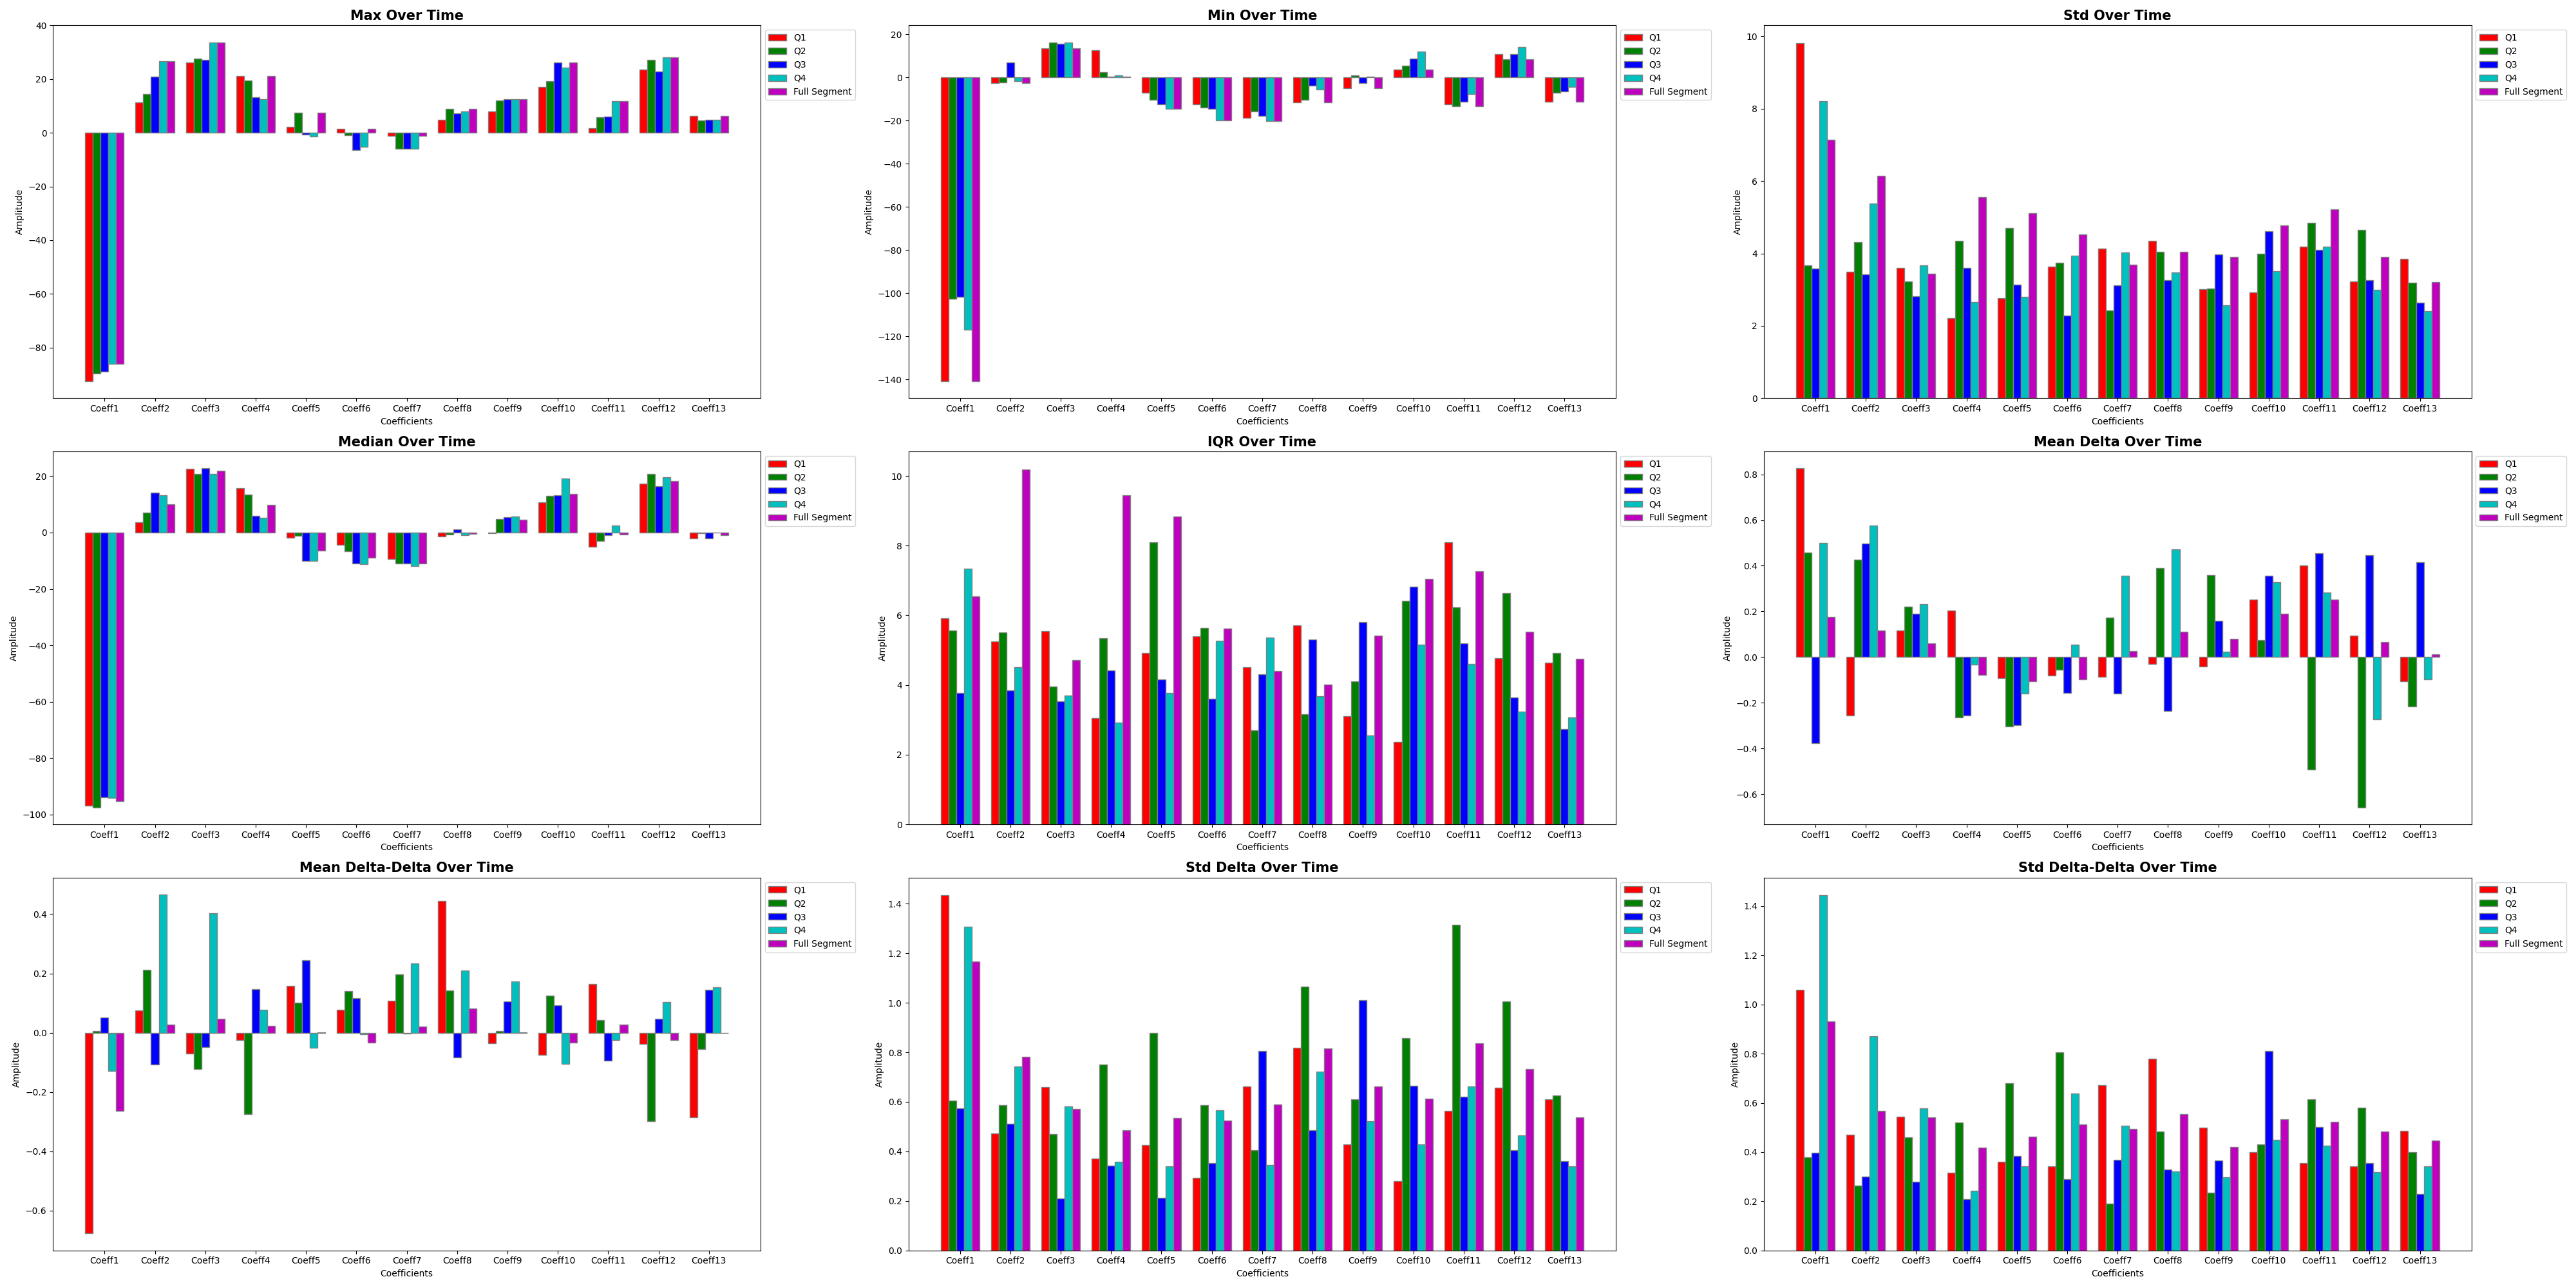 Max Over Time
Amplitude
40
20
0
−20
−40
−60
−80
Coeff1 Coeff2 Coeff3 Coeff4 Coeff5 Coeff6 Coeff7 Coeff8 Coeff9 Coeff10 Coeff11 Coeff12 Coeff13
Coefficients
Q1
Q2
Q3
Q4
Full Segment
Min Over Time
Amplitude
20
0
−20
−40
−60
−80
−100
−120
−140
Coeff1 Coeff2 Coeff3 Coeff4 Coeff5 Coeff6 Coeff7 Coeff8 Coeff9 Coeff10 Coeff11 Coeff12 Coeff13
Coefficients
Q1
Q2
Q3
Q4
Full Segment
Std Over Time
Amplitude
10
8
6
4
2
0
Coeff1 Coeff2 Coeff3 Coeff4 Coeff5 Coeff6 Coeff7 Coeff8 Coeff9 Coeff10 Coeff11 Coeff12 Coeff13
Coefficients
Q1
Q2
Q3
Q4
Full Segment
Median Over Time
Amplitude
20
0
−20
−40
−60
−80
−100
Coeff1 Coeff2 Coeff3 Coeff4 Coeff5 Coeff6 Coeff7 Coeff8 Coeff9 Coeff10 Coeff11 Coeff12 Coeff13
Coefficients
Q1
Q2
Q3
Q4
Full Segment
IQR Over Time
Amplitude
10
8
6
4
2
0
Coeff1 Coeff2 Coeff3 Coeff4 Coeff5 Coeff6 Coeff7 Coeff8 Coeff9 Coeff10 Coeff11 Coeff12 Coeff13
Coefficients
Q1
Q2
Q3
Q4
Full Segment
Mean Delta Over Time
Amplitude
0.8
0.6
0.4
0.2
0.0
−0.2
−0.4
−0.6
Coeff1 Coeff2 Coeff3 Coeff4 Coeff5 Coeff6 Coeff7 Coeff8 Coeff9 Coeff10 Coeff11 Coeff12 Coeff13
Coefficients
Q1
Q2
Q3
Q4
Full Segment
Mean Delta-Delta Over Time
Amplitude
0.4
0.2
0.0
−0.2
−0.4
−0.6
Coeff1 Coeff2 Coeff3 Coeff4 Coeff5 Coeff6 Coeff7 Coeff8 Coeff9 Coeff10 Coeff11 Coeff12 Coeff13
Coefficients
Q1
Q2
Q3
Q4
Full Segment
Std Delta Over Time
Amplitude
1.4
1.2
1.0
0.8
0.6
0.4
0.2
0.0
Coeff1 Coeff2 Coeff3 Coeff4 Coeff5 Coeff6 Coeff7 Coeff8 Coeff9 Coeff10 Coeff11 Coeff12 Coeff13
Coefficients
Q1
Q2
Q3
Q4
Full Segment
Std Delta-Delta Over Time
Amplitude
1.4
1.2
1.0
0.8
0.6
0.4
0.2
0.0
Coeff1 Coeff2 Coeff3 Coeff4 Coeff5 Coeff6 Coeff7 Coeff8 Coeff9 Coeff10 Coeff11 Coeff12 Coeff13
Coefficients
Q1
Q2
Q3
Q4
Full Segment